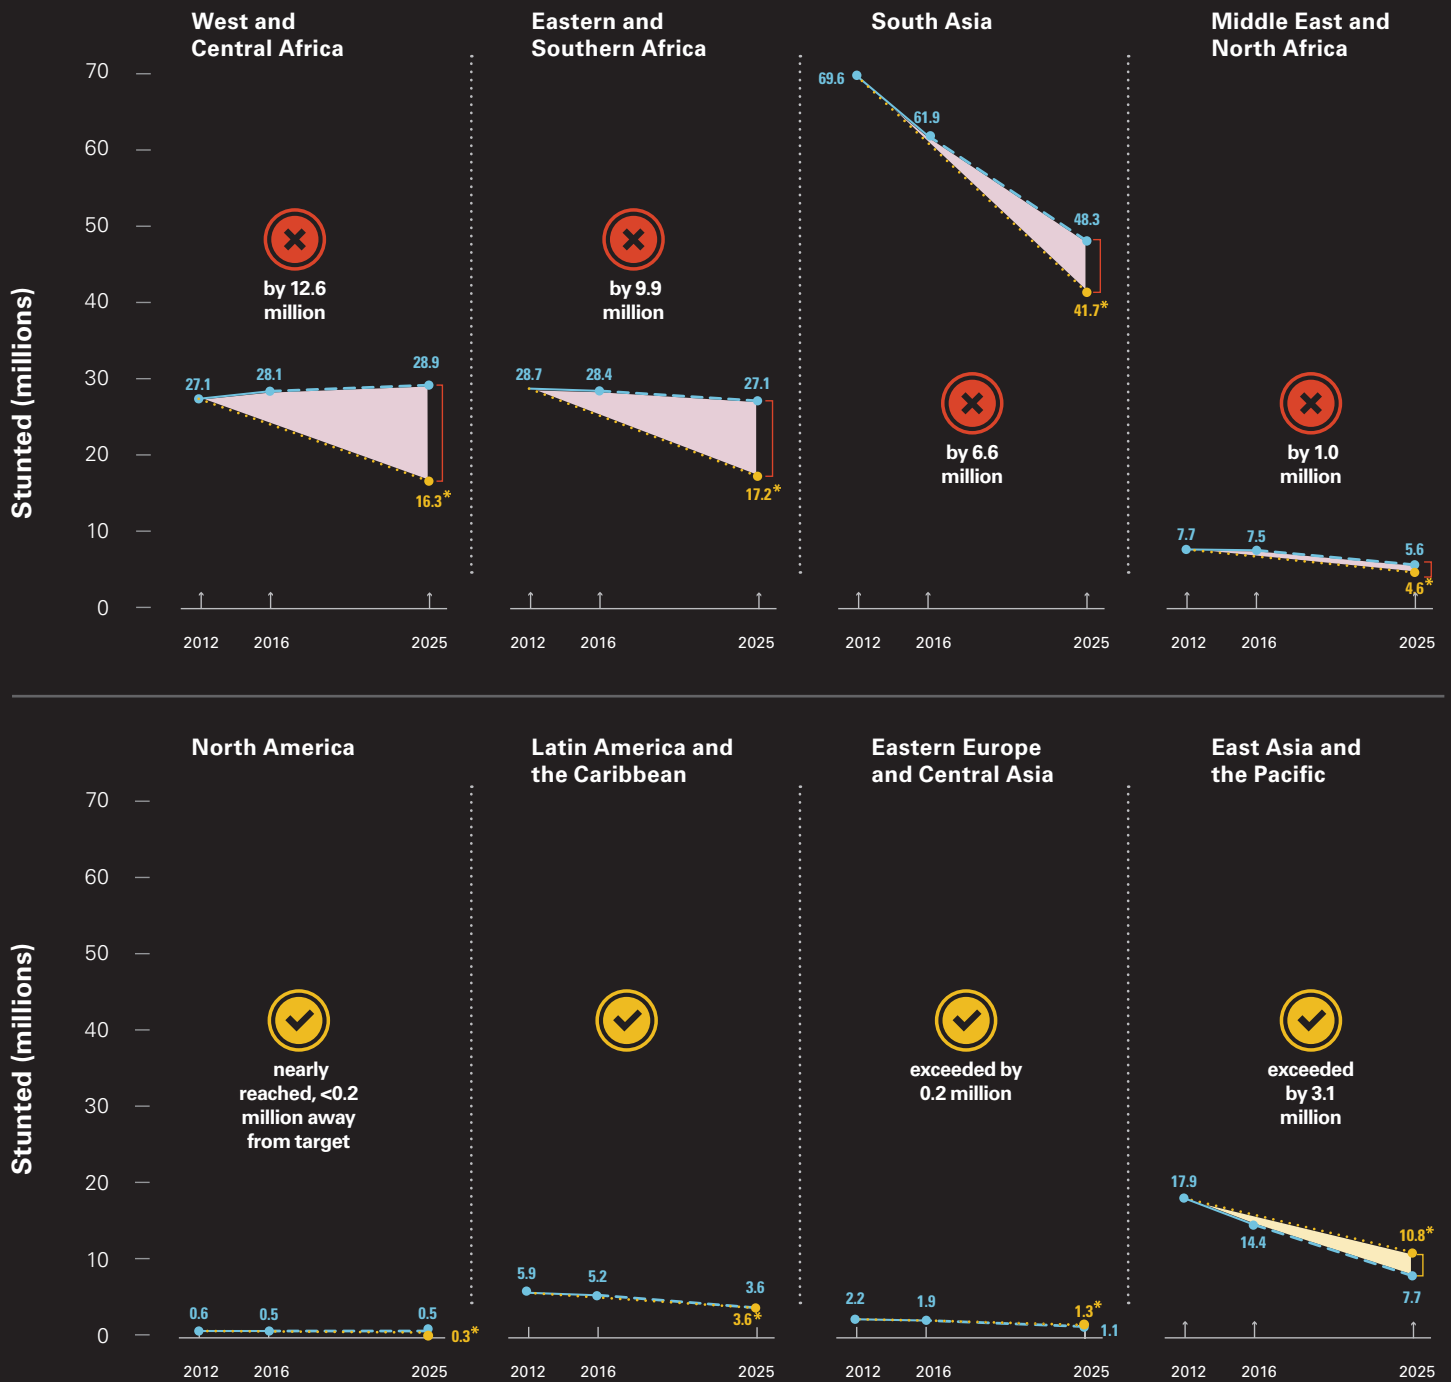 West and
Central Africa
Eastern and
Southern Africa
South Asia
Middle East and
North Africa
Stunted (millions)
70
60
50
40
30
20
10
0
by 12.6
million
27.1
28.1
28.9
16.3*
2012
2016
2025
by 9.9
million
28.7
28.4
27.1
17.2*
2012
2016
2025
69.6
61.9
48.3
41.7*
by 6.6
million
2012
2016
2025
by 1.0
million
7.7
7.5
5.6
4.6*
2012
2016
2025
North America
Latin America and
the Caribbean
Eastern Europe
and Central Asia
East Asia and
the Pacific
Stunted (millions)
70
60
50
40
30
20
10
0
nearly
reached, <0.2
million away
from target
0.6
0.5
0.5
0.3*
2012
2016
2025
5.9
5.2
3.6
3.6*
2012
2016
2025
exceeded by
0.2 million
2.2
1.9
1.3*
1.1
2012
2016
2025
exceeded
by 3.1
million
17.9
14.4
10.8*
7.7
2012
2016
2025